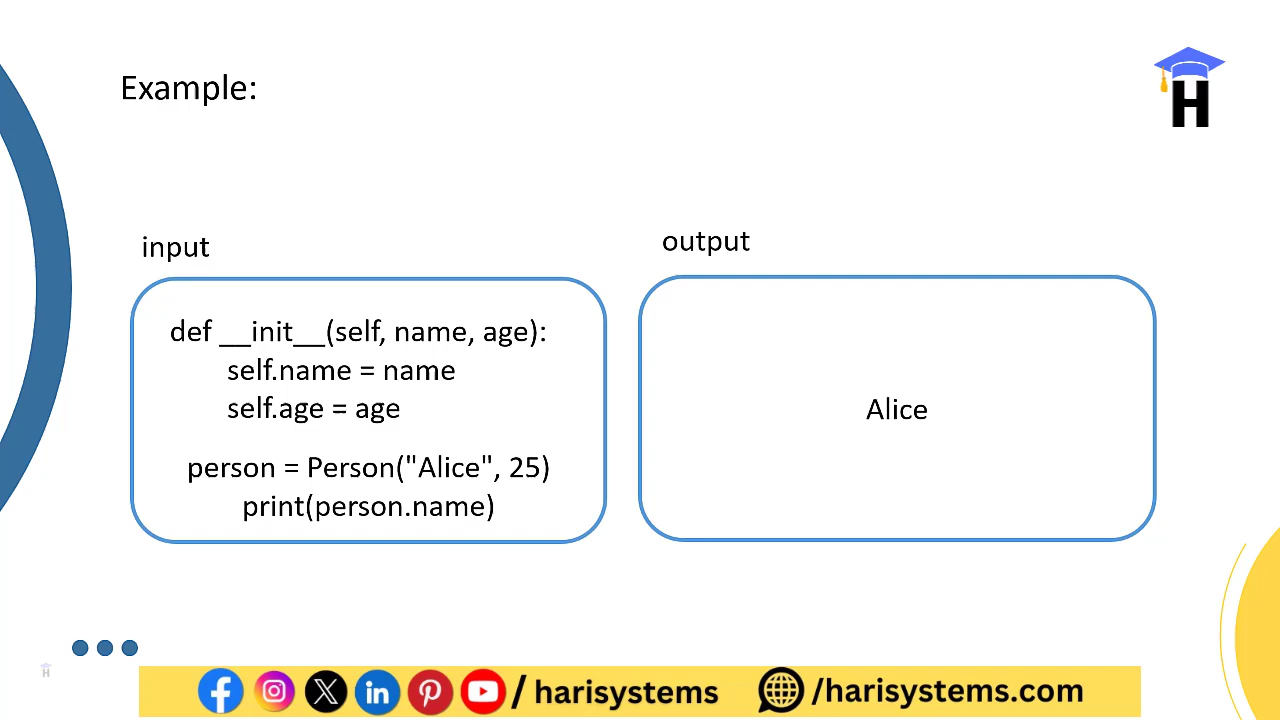 Example:
H
input
output
def __init__(self, name, age):
self.name = name
self.age = age
person = Person("Alice", 25)
print(person.name)
Alice
H
/ harisystems
/harisystems.com